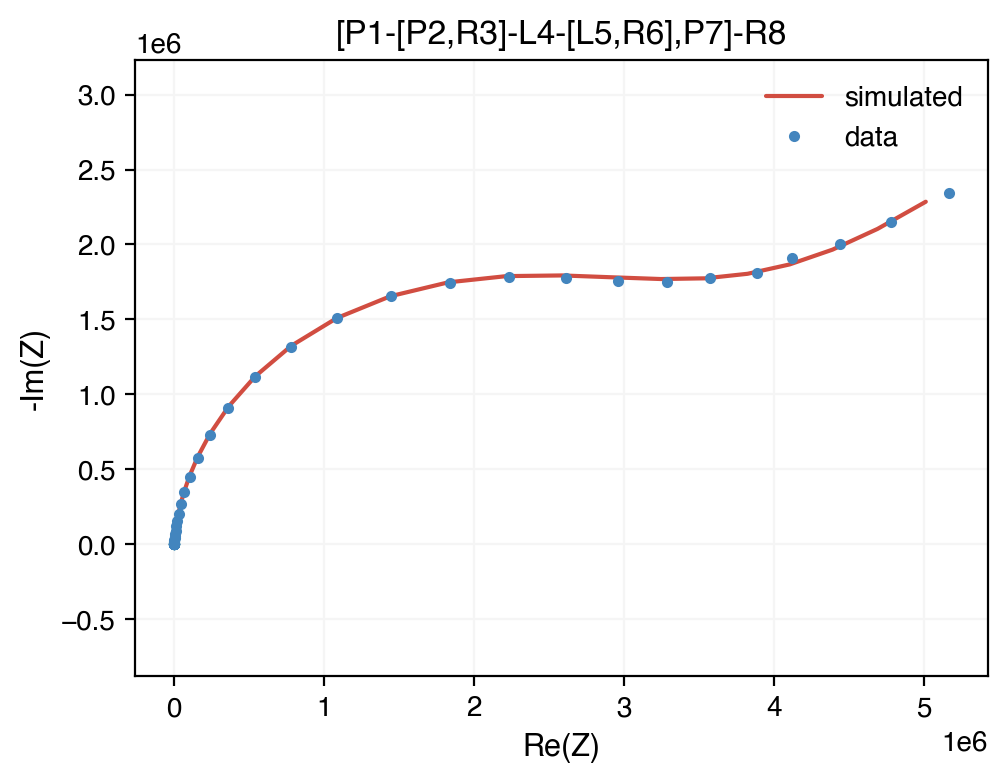 [P1-[P2,R3]-L4-[L5,R6],P7]-R8
1e6
simulated
data
3.0
2.5
2.0
1.5
1.0
0.5
0.0
−0.5
-Im(Z)
0 1 2 3 4 5
Re(Z)
1e6